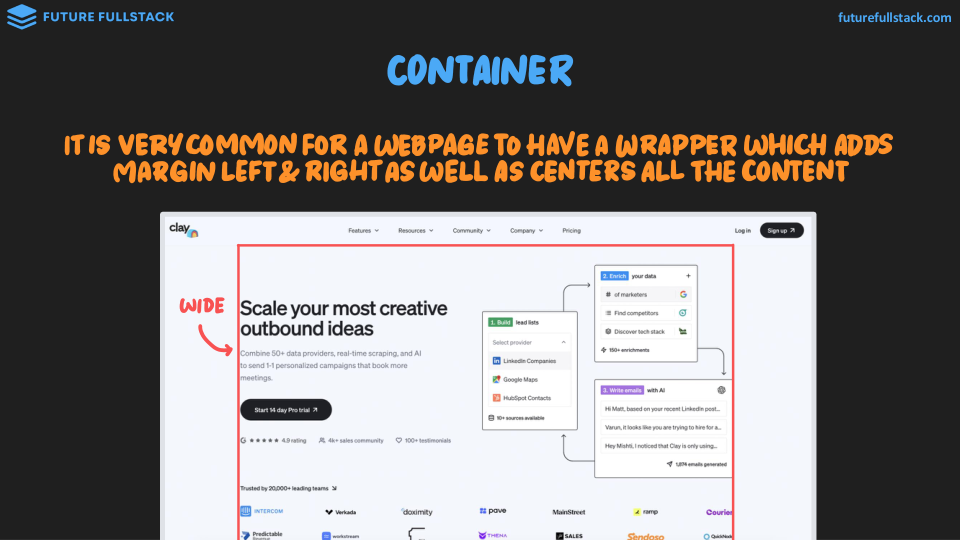 FUTURE FULLSTACK
futurefullstack.com
CONTAINER
IT IS VERY COMMON FOR A WEBPAGE TO HAVE A WRAPPER WHICH ADDS
MARGIN LEFT & RIGHT AS WELL AS CENTERS ALL THE CONTENT
clay
Features
Resources
Community
Company
Pricing
Log in
Sign up
WIDE
Scale your most creative
outbound ideas
Combine 50+ data providers, real-time scraping, and AI
to send 1-1 personalized campaigns that book more
meetings.
Start 14 day Pro trial
4.9 rating
4k+ sales community
100+ testimonials
1. Build lead lists
Select provider
LinkedIn Companies
Google Maps
HubSpot Contacts
10+ sources available
2. Enrich your data
# of marketers
Find competitors
Discover tech stack
150+ enrichments
3. Write emails with AI
Hi Matt, based on your recent LinkedIn post...
Varun, it looks like you are trying to hire for a...
Hey Mishti, I noticed that Clay is only using...
1,874 emails generated
Trusted by 20,000+ leading teams
INTERCOM
Verkada
doximity
pave
MainStreet
ramp
Courier
Predictable
Revenue
workstream
THENA
SALES
Sendoso
QuickNode